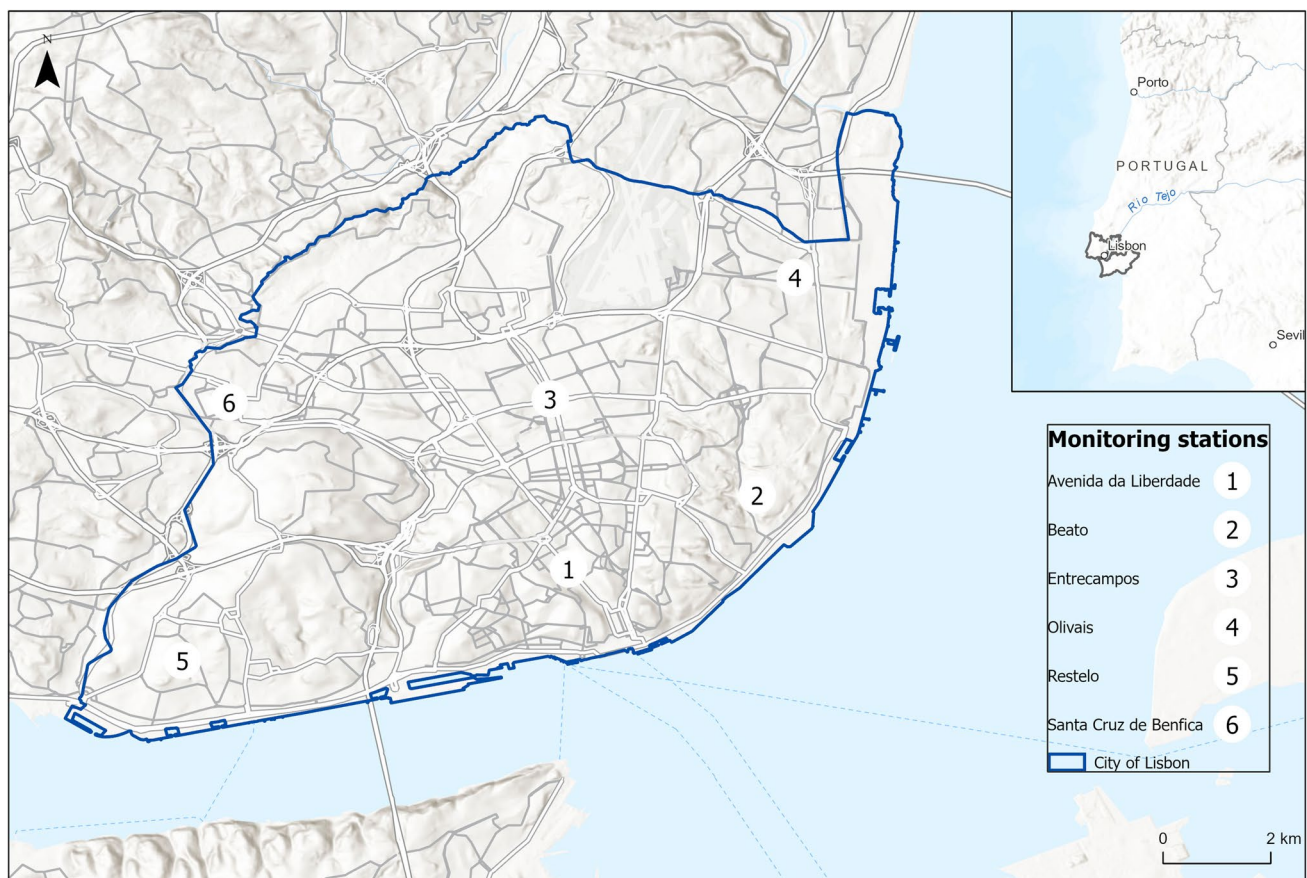 N
Porto
PORTUGAL
Rio Tejo
Lisbon
Sevil
4
6
3
2
1
5
Monitoring stations
Avenida da Liberdade 1
Beato 2
Entrecampos 3
Olivais 4
Restelo 5
Santa Cruz de Benfica 6
City of Lisbon
0 2 km